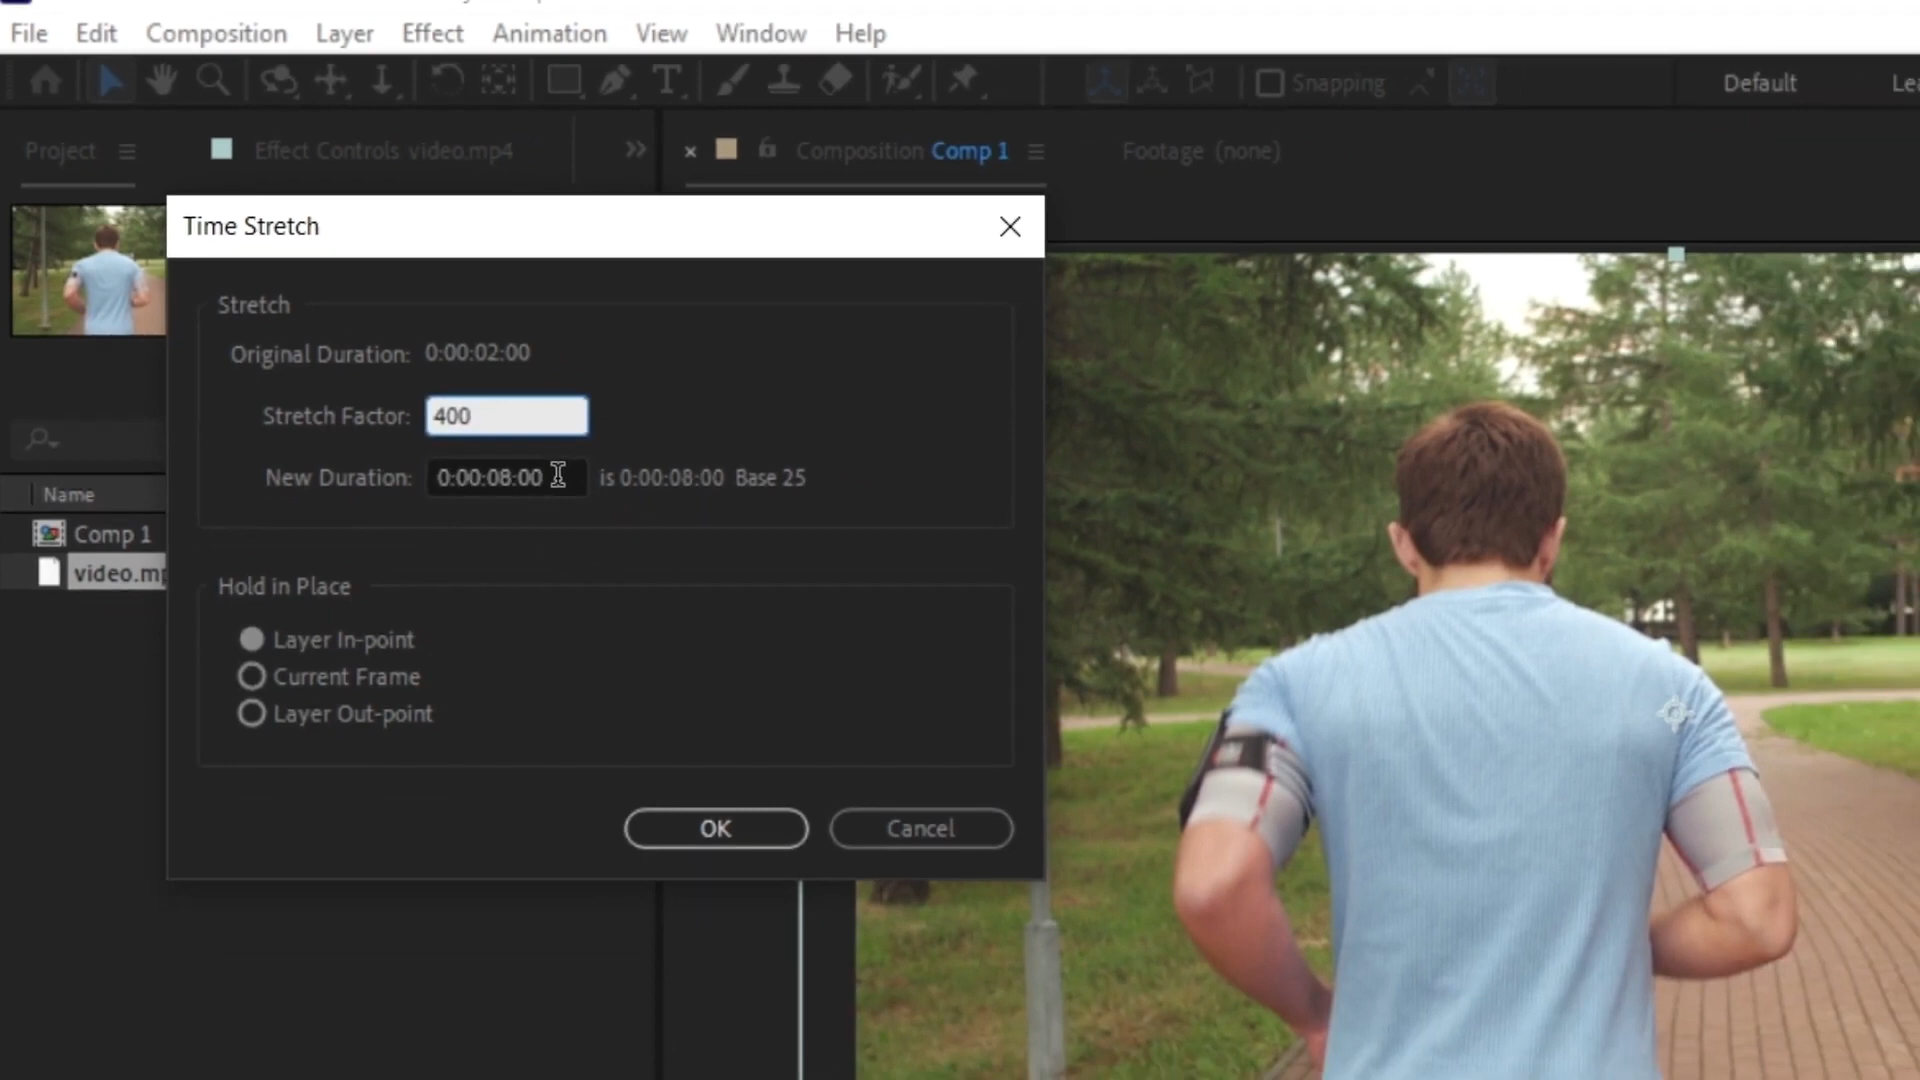 File Edit Composition Layer Effect Animation View Window Help
Snapping Default
Project Effect Controls video.mp4 Composition Comp 1 Footage (none)
Time Stretch
Stretch
Original Duration: 0:00:02:00
Stretch Factor: 400
New Duration: 0:00:08:00 is 0:00:08:00 Base 25
Name
Comp 1
video.mp
Hold in Place
Layer In-point
Current Frame
Layer Out-point
OK Cancel